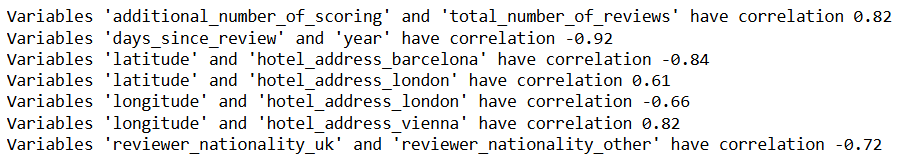 Variables 'additional_number_of_scoring' and 'total_number_of_reviews' have correlation 0.82
Variables 'days_since_review' and 'year' have correlation -0.92
Variables 'latitude' and 'hotel_address_barcelona' have correlation -0.84
Variables 'latitude' and 'hotel_address_london' have correlation 0.61
Variables 'longitude' and 'hotel_address_london' have correlation -0.66
Variables 'longitude' and 'hotel_address_vienna' have correlation 0.82
Variables 'reviewer_nationality_uk' and 'reviewer_nationality_other' have correlation -0.72